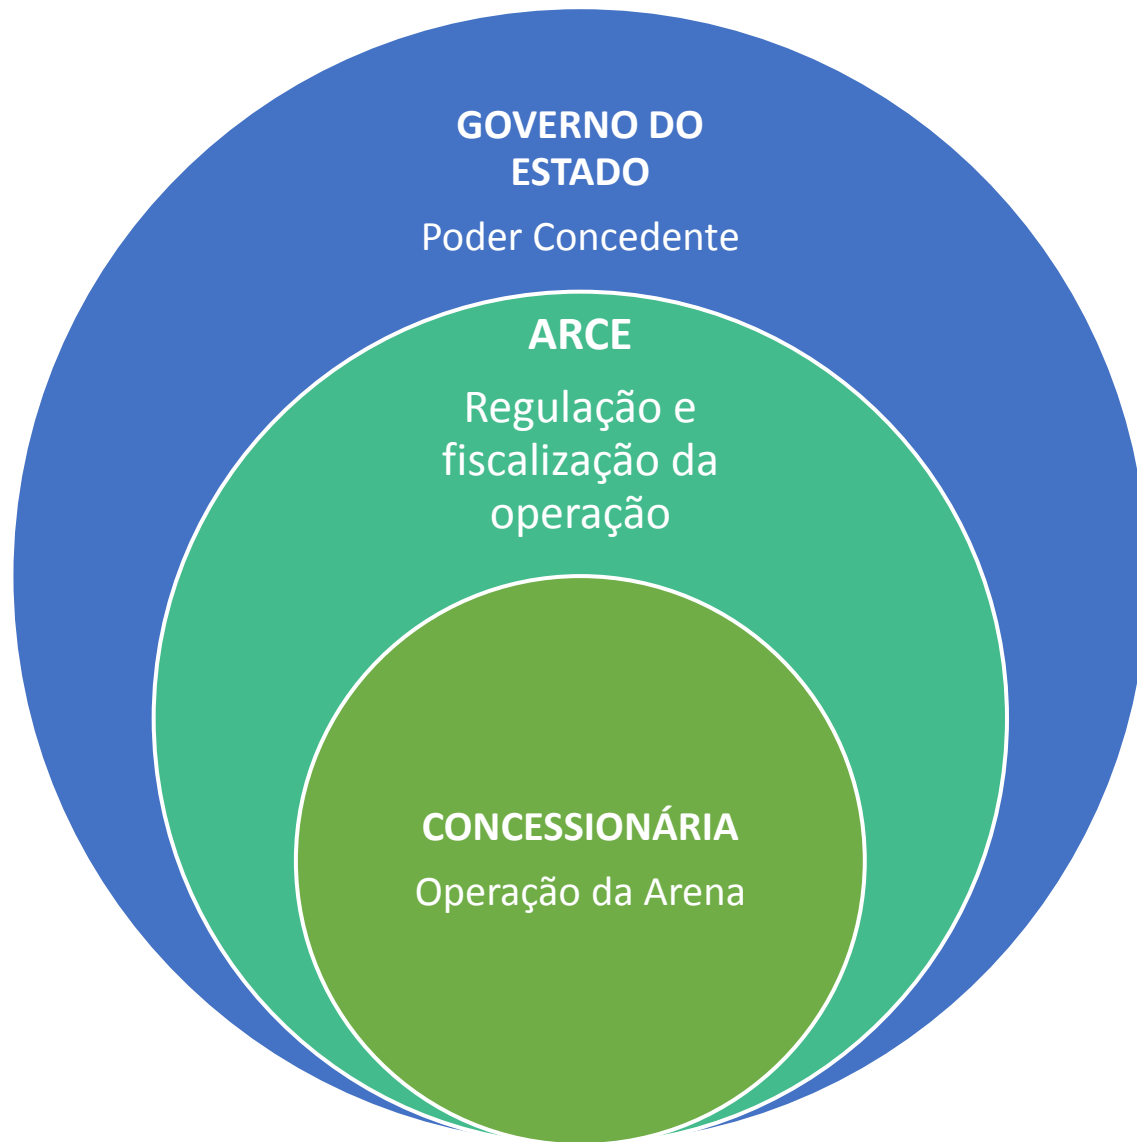 GOVERNO DO
ESTADO
Poder Concedente
ARCE
Regulação e
fiscalização da
operação
CONCESSIONÁRIA
Operação da Arena